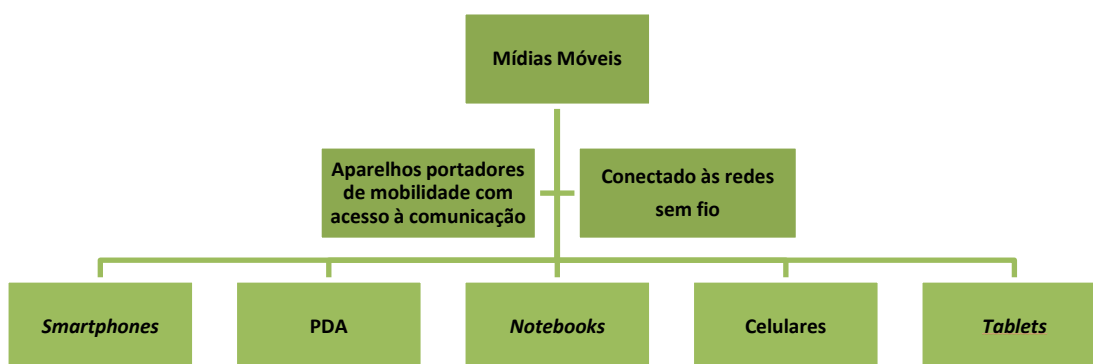 Mídias Móveis
Aparelhos portadores
de mobilidade com
acesso à comunicação
Conectado às redes
sem fio
Smartphones
PDA
Notebooks
Celulares
Tablets